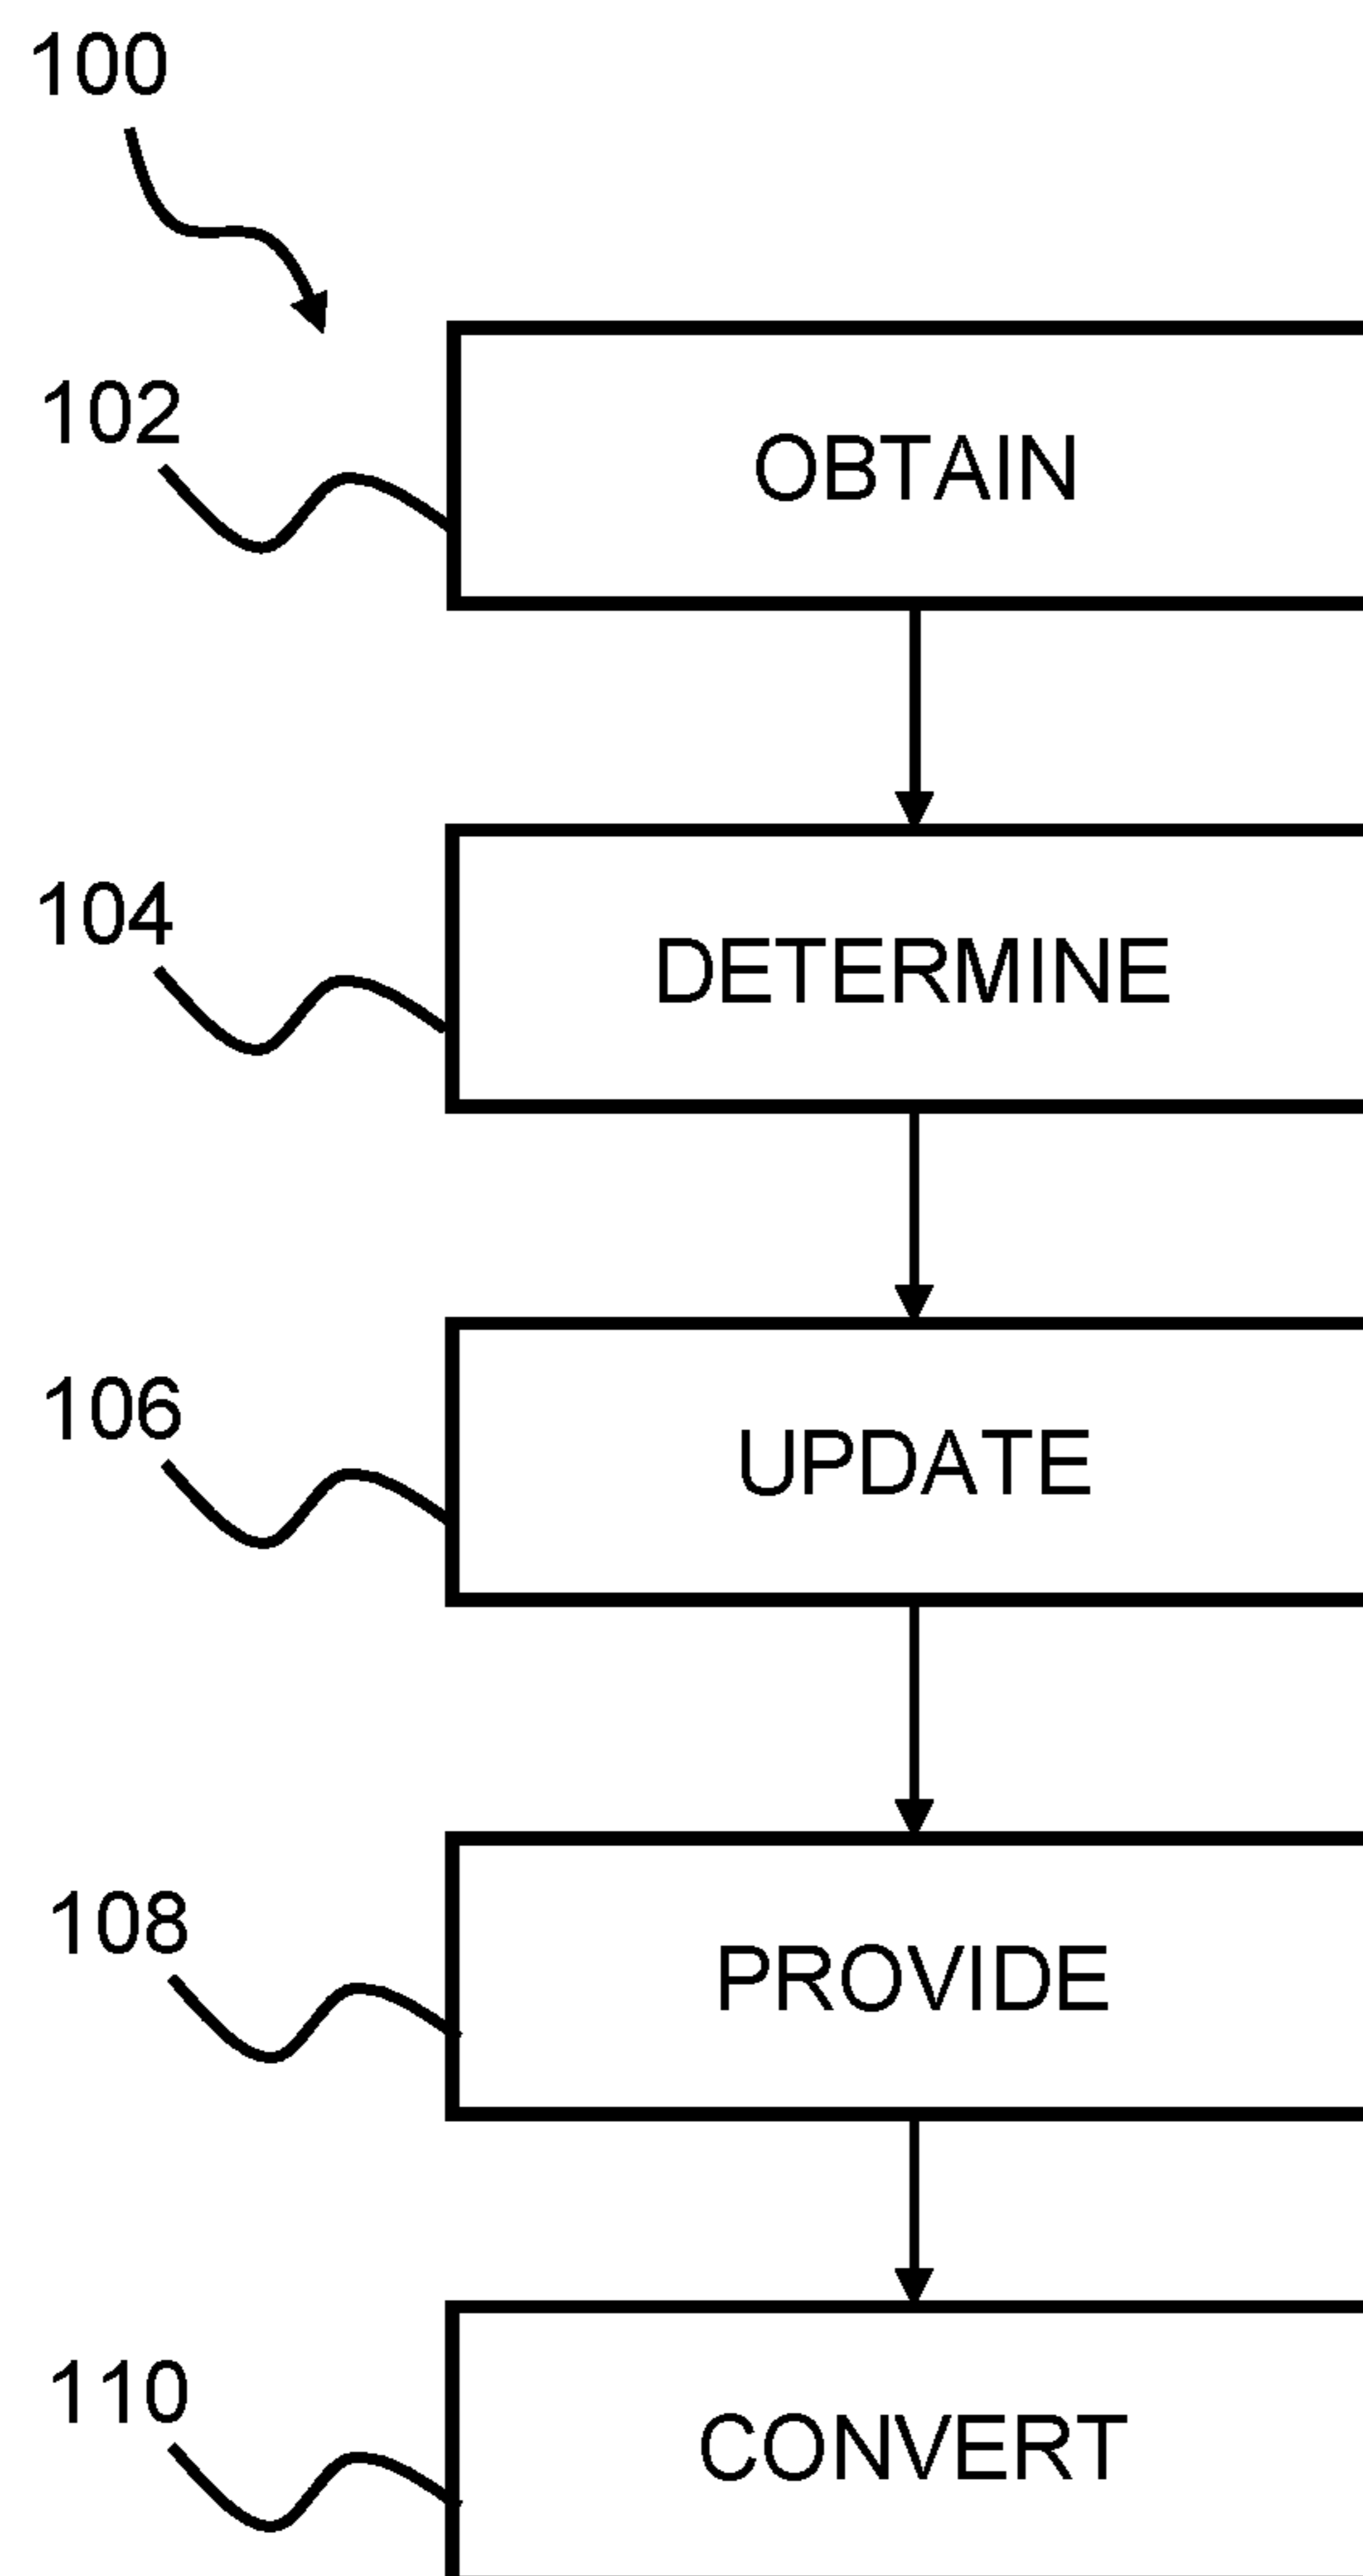 100
102
OBTAIN
104
DETERMINE
106
UPDATE
108
PROVIDE
110
CONVERT